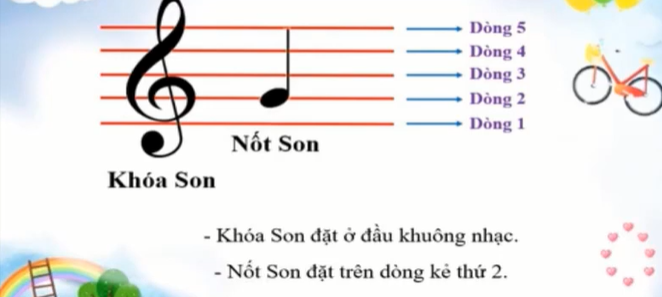 Dòng 5
Dòng 4
Dòng 3
Dòng 2
Dòng 1
Nốt Son
Khóa Son
- Khóa Son đặt ở đầu khuông nhạc.
- Nốt Son đặt trên dòng kẻ thứ 2.